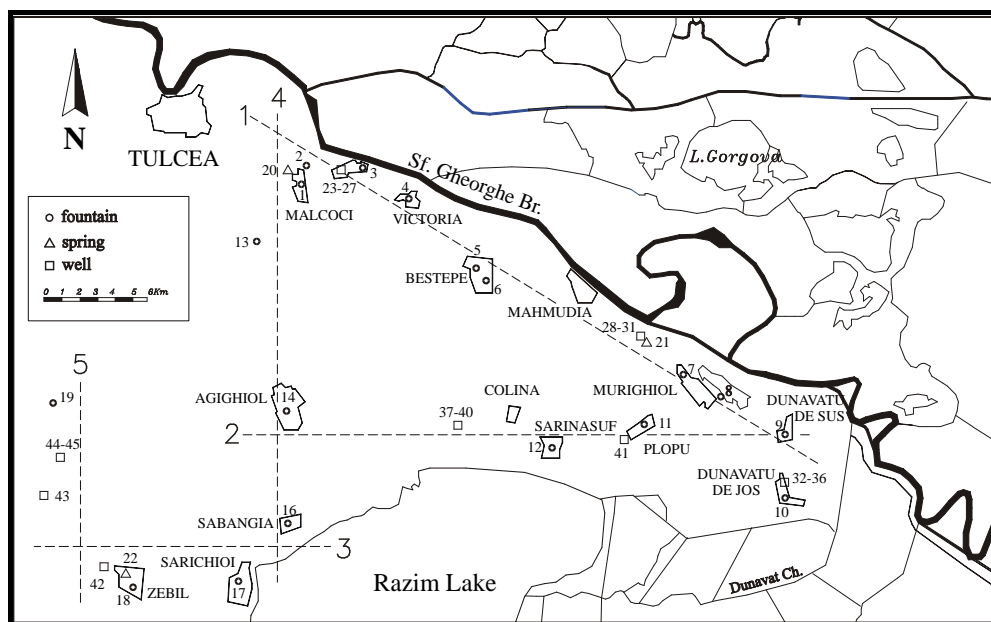 4
1
N
TULCEA
2
20
1
23-27
3
MALCOCI
4
VICTORIA
Sf. Gheorghe Br.
L.Gorgova
fountain
spring
well
0 1 2 3 4 5 6Km
13
5
BESTEPE
6
MAHMUDIA
28-31
21
5
19
AGIGHIOL
14
COLINA
MURIGHIOL
7
8
DUNAVATU
DE SUS
9
37-40
SARINASUF
2
12
11
41
PLOPU
44-45
43
DUNAVATU
DE JOS
32-36
10
16
SABANGIA
3
22
42
18
ZEBIL
SARICHIOI
17
Razim Lake
Dunavat Ch.